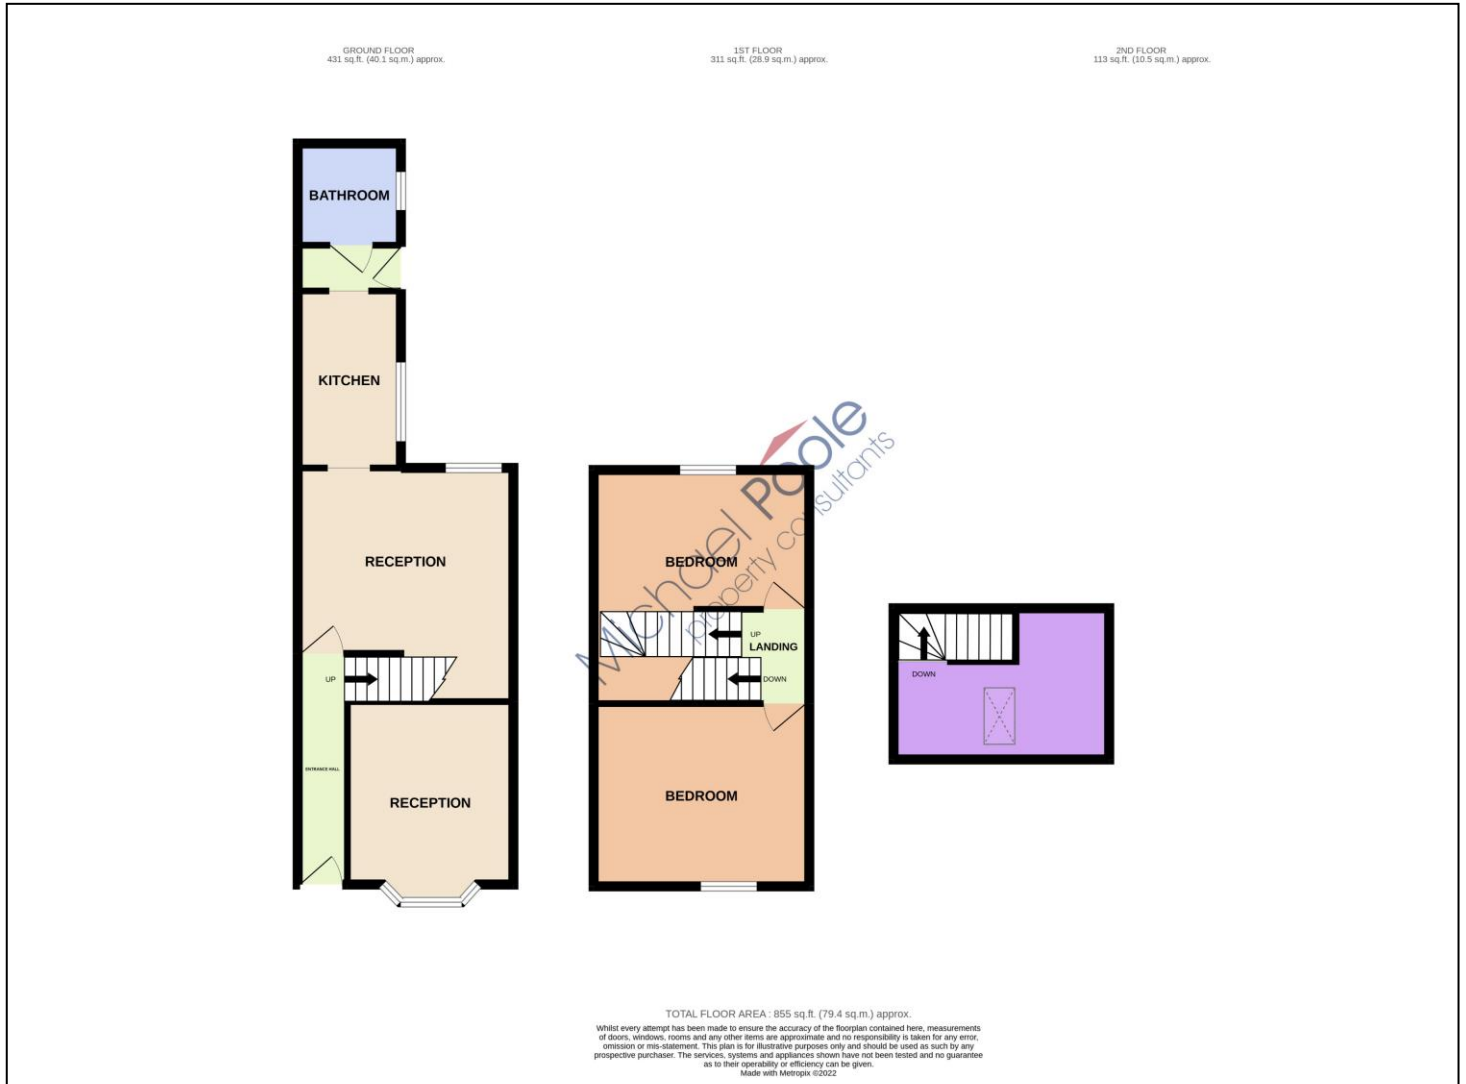 GROUND FLOOR
431 sq.ft. (40.1 sq.m.) approx.
1ST FLOOR
311 sq.ft. (28.9 sq.m.) approx.
2ND FLOOR
113 sq.ft. (10.5 sq.m.) approx.
BATHROOM
KITCHEN
RECEPTION
UP
ENTRANCE HALL
RECEPTION
BEDROOM
UP
LANDING
DOWN
BEDROOM
DOWN
Michael Poole
property consultants
TOTAL FLOOR AREA : 855 sq.ft. (79.4 sq.m.) approx.
Whilst every attempt has been made to ensure the accuracy of the floorplan contained here, measurements
of doors, windows, rooms and any other items are approximate and no responsibility is taken for any error,
omission or mis-statement. This plan is for illustrative purposes only and should be used as such by any
prospective purchaser. The services, systems and appliances shown have not been tested and no guarantee
as to their operability or efficiency can be given.
Made with Metropix ©2022